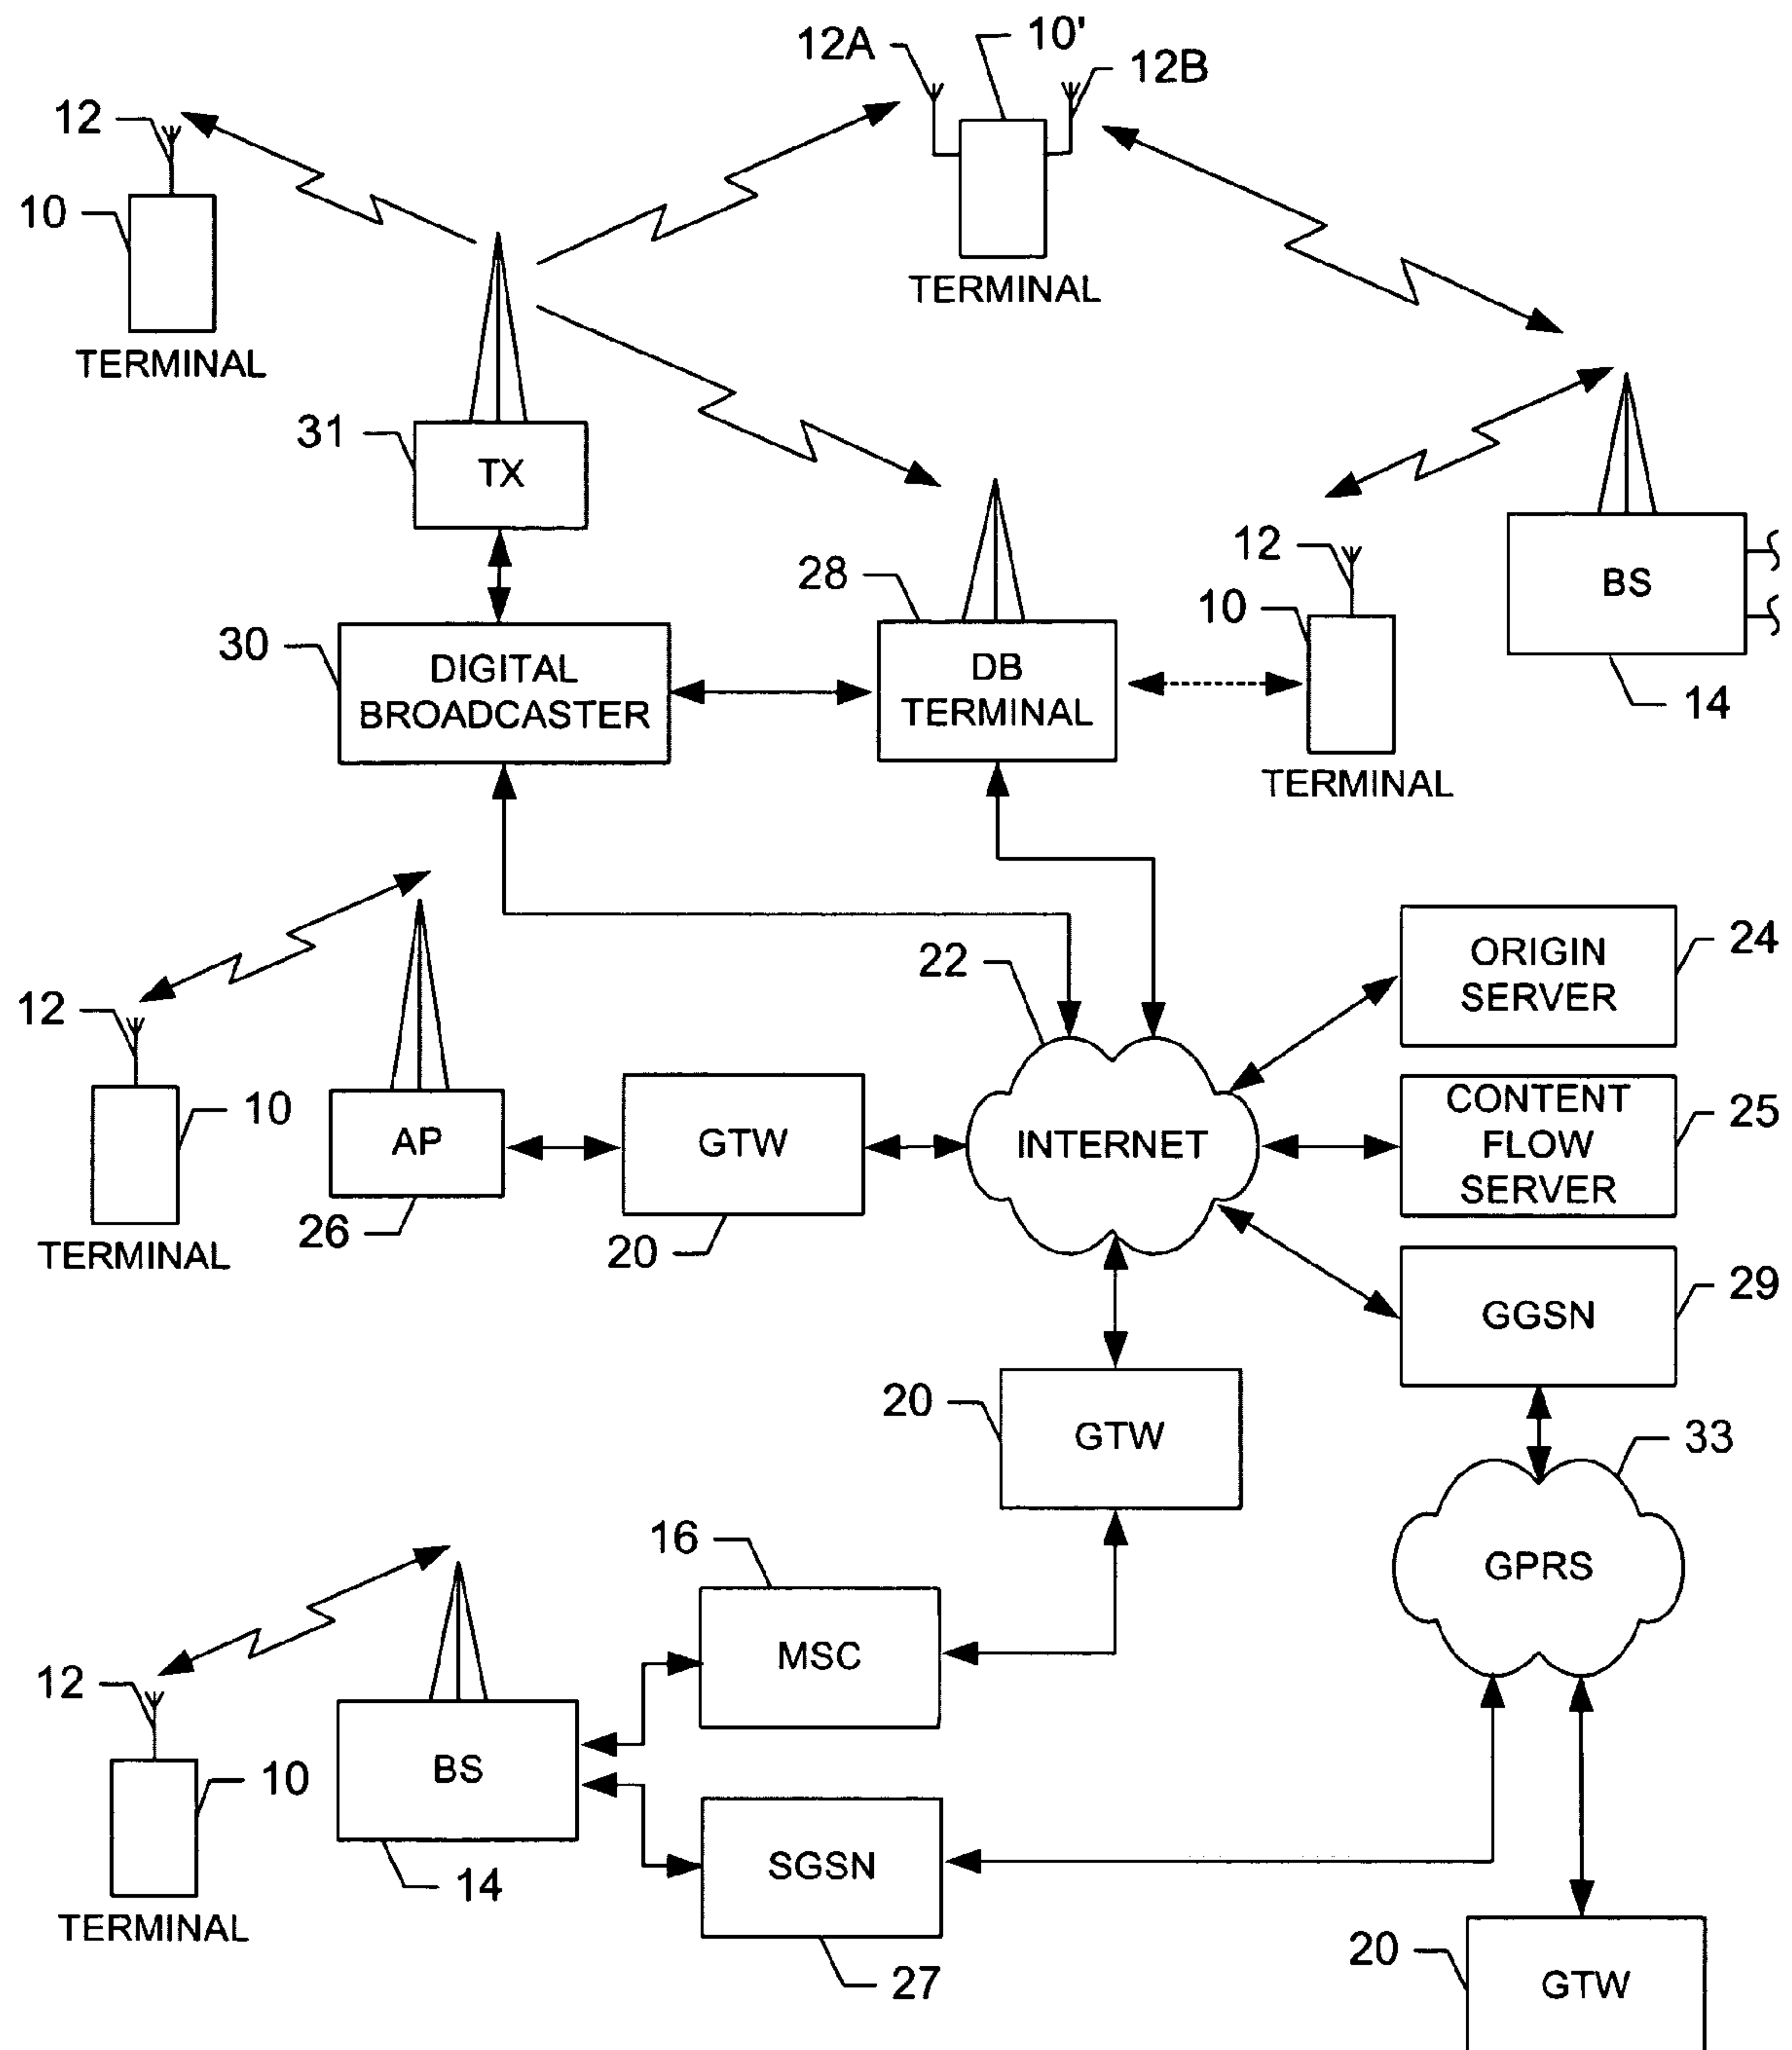 12A
10'
12B
12
10
TERMINAL
TERMINAL
31
TX
12
10
28
BS
14
30
DIGITAL
BROADCASTER
DB
TERMINAL
TERMINAL
22
ORIGIN
SERVER
24
12
10
TERMINAL
AP
26
GTW
20
INTERNET
CONTENT
FLOW
SERVER
25
GGSN
29
20
GTW
33
GPRS
16
MSC
12
10
TERMINAL
BS
14
SGSN
27
20
GTW